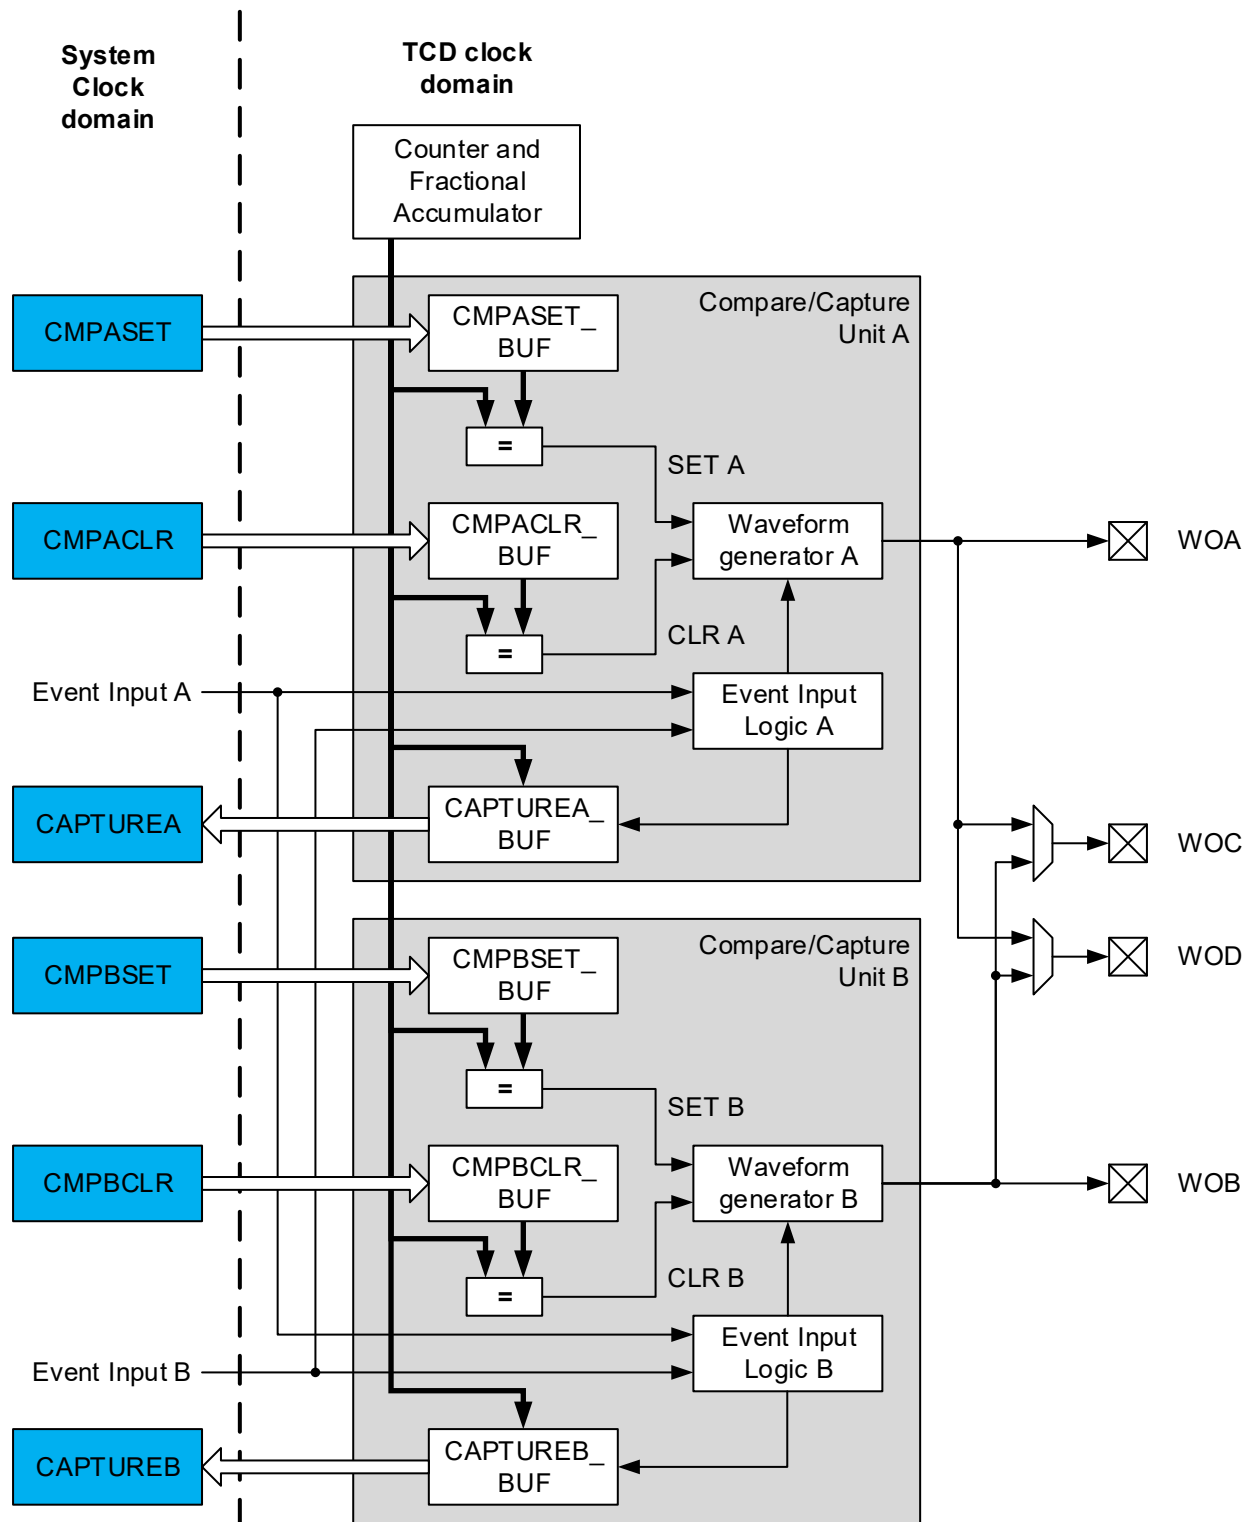 System
Clock
domain
TCD clock
domain
Counter and
Fractional
Accumulator
Compare/Capture
Unit A
CMPASET
CMPASET_
BUF
=
SET A
CMPACLR
CMPACLR_
BUF
Waveform
generator A
WOA
=
CLR A
Event Input A
Event Input
Logic A
CAPTUREA
CAPTUREA_
BUF
WOC
Compare/Capture
Unit B
CMPBSET
CMPBSET_
BUF
WOD
=
SET B
CMPBCLR
CMPBCLR_
BUF
Waveform
generator B
WOB
=
CLR B
Event Input B
Event Input
Logic B
CAPTUREB
CAPTUREB_
BUF